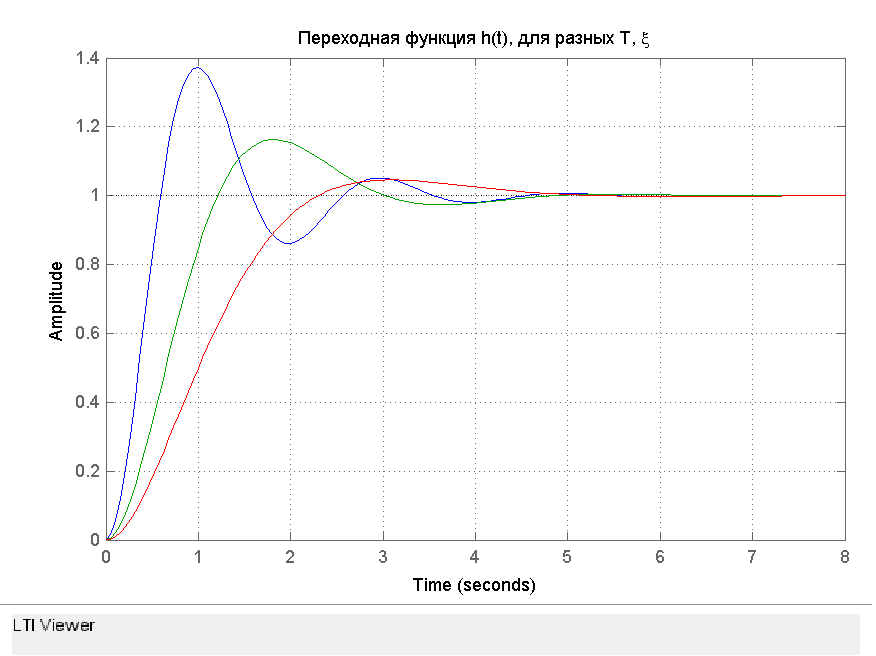 Переходная функция h(t), для разных T, ξ
1.4
1.2
1
0.8
0.6
0.4
0.2
0
Amplitude
0 1 2 3 4 5 6 7 8
Time (seconds)
LTI Viewer